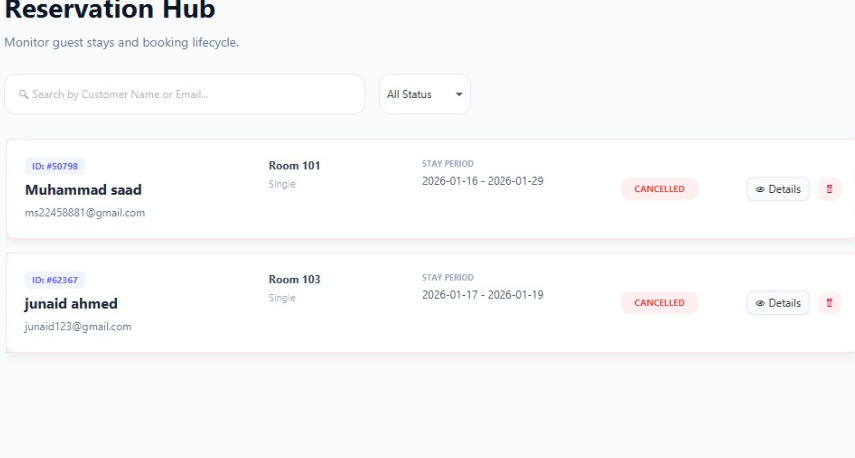 Reservation Hub
Monitor guest stays and booking lifecycle.
Search by Customer Name or Email...
All Status
ID: #50798
Muhammad saad
ms22458881@gmail.com
Room 101
Single
STAY PERIOD
2026-01-16 - 2026-01-29
CANCELLED
Details
ID: #62367
junaid ahmed
junaid123@gmail.com
Room 103
Single
STAY PERIOD
2026-01-17 - 2026-01-19
CANCELLED
Details